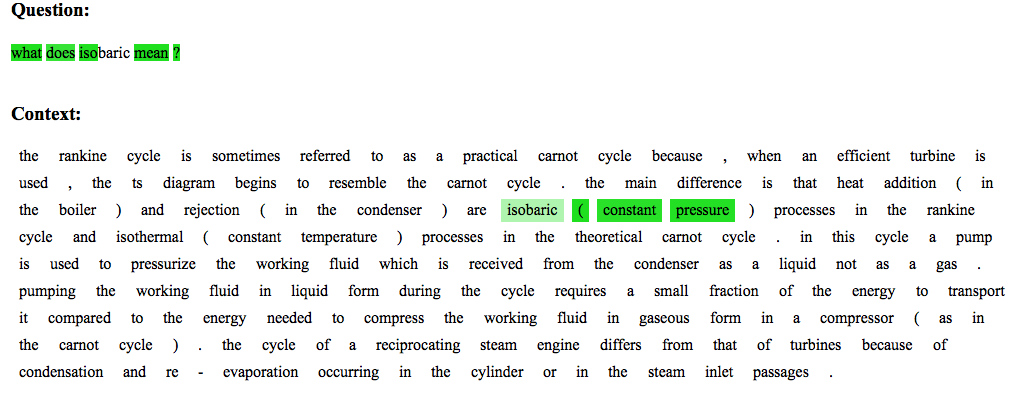 Question:
what does isobaric mean ?
Context:
the rankine cycle is sometimes referred to as a practical carnot cycle because , when an efficient turbine is
used , the ts diagram begins to resemble the carnot cycle . the main difference is that heat addition ( in
the boiler ) and rejection ( in the condenser ) are isobaric ( constant pressure ) processes in the rankine
cycle and isothermal ( constant temperature ) processes in the theoretical carnot cycle . in this cycle a pump
is used to pressurize the working fluid which is received from the condenser as a liquid not as a gas .
pumping the working fluid in liquid form during the cycle requires a small fraction of the energy to transport
it compared to the energy needed to compress the working fluid in gaseous form in a compressor ( as in
the carnot cycle ) . the cycle of a reciprocating steam engine differs from that of turbines because of
condensation and re - evaporation occurring in the cylinder or in the steam inlet passages .